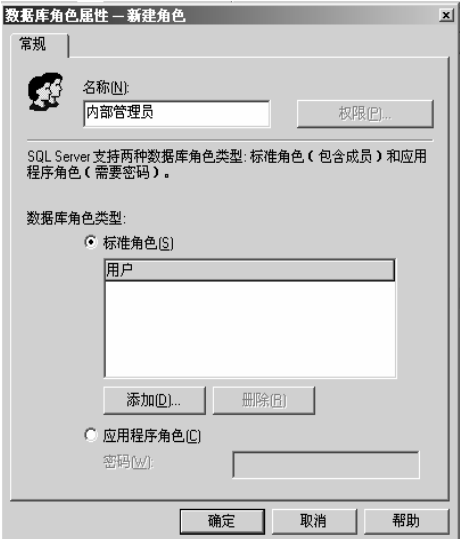 数据库角色属性 － 新建角色
常规
名称(N):
内部管理员
权限(P)...
SQL Server 支持两种数据库角色类型: 标准角色（包含成员）和应用
程序角色（需要密码）。
数据库角色类型:
标准角色(S)
用户
添加(D)...
删除(R)
应用程序角色(C)
密码(W):
确定
取消
帮助